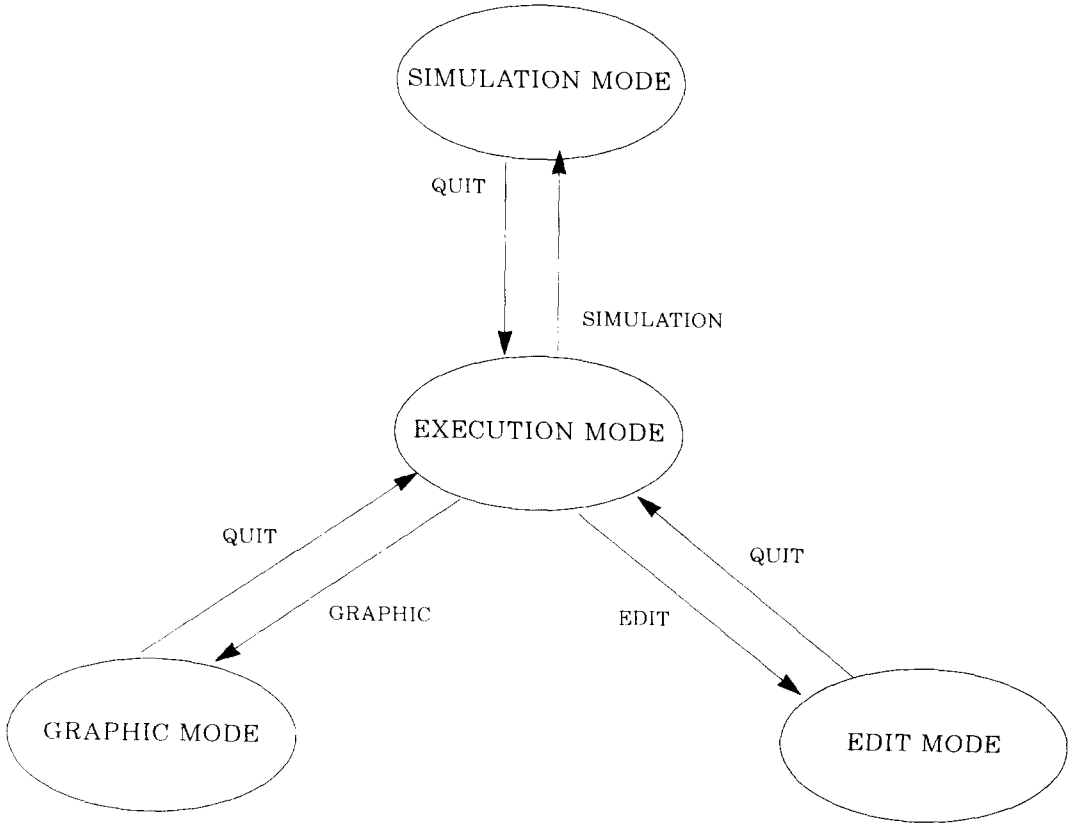 SIMULATION MODE
QUIT
SIMULATION
EXECUTION MODE
QUIT
QUIT
GRAPHIC
EDIT
GRAPHIC MODE
EDIT MODE